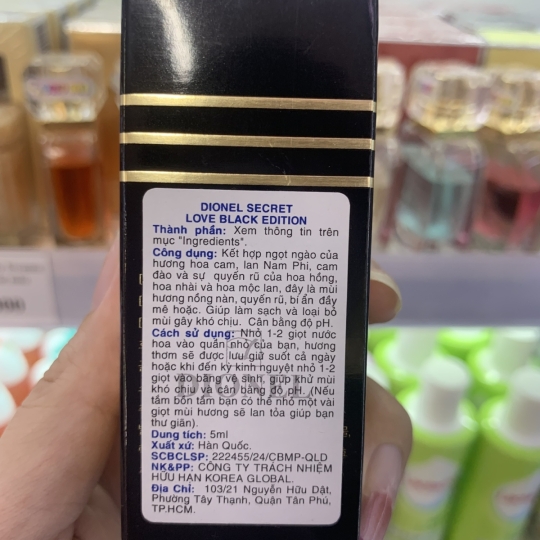 DIONEL SECRET
LOVE BLACK EDITION
Thành phần: Xem thông tin trên
mục "Ingredients".
Công dụng: Kết hợp ngọt ngào của
hương hoa cam, lan Nam Phi, cam
đào và sự quyến rũ của hoa hồng,
hoa nhài và hoa mộc lan, đây là mùi
hương nồng nàn, quyến rũ, bí ẩn đầy
mê hoặc. Giúp làm sạch và loại bỏ
mùi gây khó chịu. Cân bằng độ pH.
Cách sử dụng: Nhỏ 1-2 giọt nước
hoa vào quần nhỏ của bạn, hương
thơm sẽ được lưu giữ suốt cả ngày
hoặc khi đến kỳ kinh nguyệt nhỏ 1-2
giọt vào băng vệ sinh giúp khử mùi
khó chịu và cân bằng độ pH. (Nếu
tắm bồn tắm bạn có thể nhỏ một vài
giọt mùi hương sẽ lan tỏa giúp bạn
thư giãn).
Dung tích: 5ml
Xuất xứ: Hàn Quốc.
SCBCLSP: 222455/24/CBMP-QLD
NK&PP: CÔNG TY TRÁCH NHIỆM
HỮU HẠN KOREA GLOBAL.
Địa Chỉ: 103/21 Nguyễn Hữu Dật,
Phường Tây Thạnh, Quận Tân Phú,
TP.HCM.